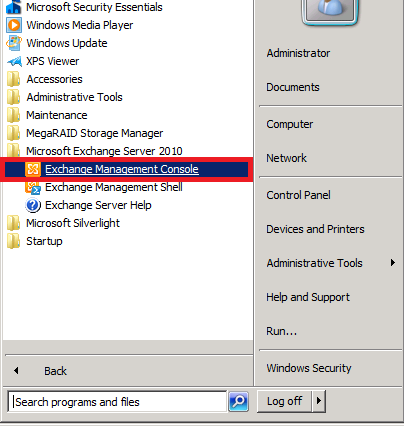 Microsoft Security Essentials
Windows Media Player
Windows Update
XPS Viewer
Accessories
Administrative Tools
Maintenance
MegaRAID Storage Manager
Microsoft Exchange Server 2010
Exchange Management Console
Exchange Management Shell
Exchange Server Help
Microsoft Silverlight
Startup
Back
Search programs and files
Administrator
Documents
Computer
Network
Control Panel
Devices and Printers
Administrative Tools
Help and Support
Run...
Windows Security
Log off